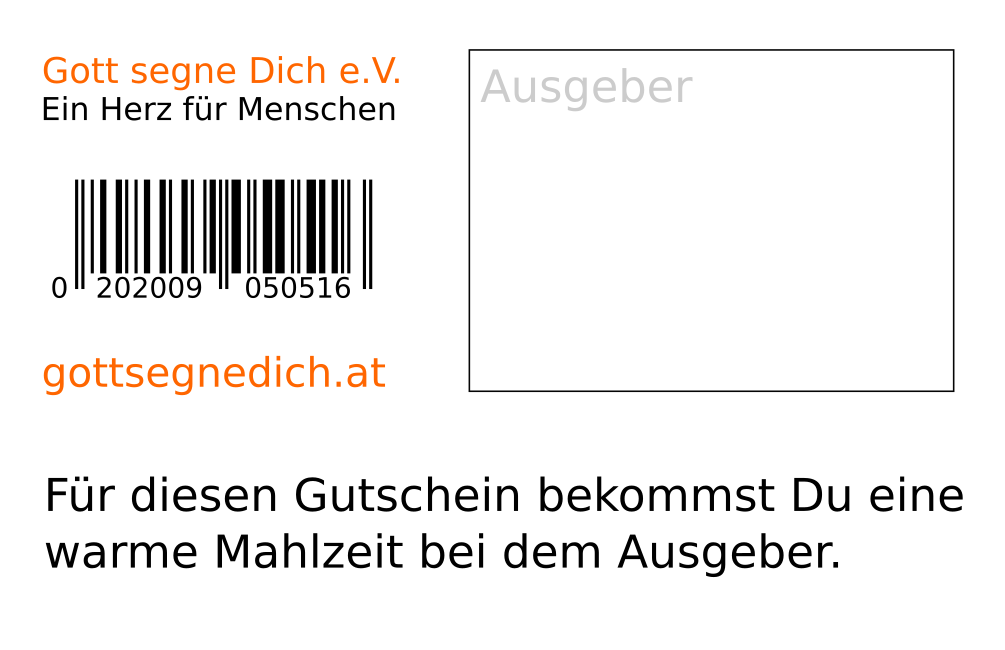 Gott segne Dich e.V.
Ein Herz für Menschen
0 202009 050516
gottsegnedich.at
Ausgeber
Für diesen Gutschein bekommst Du eine
warme Mahlzeit bei dem Ausgeber.